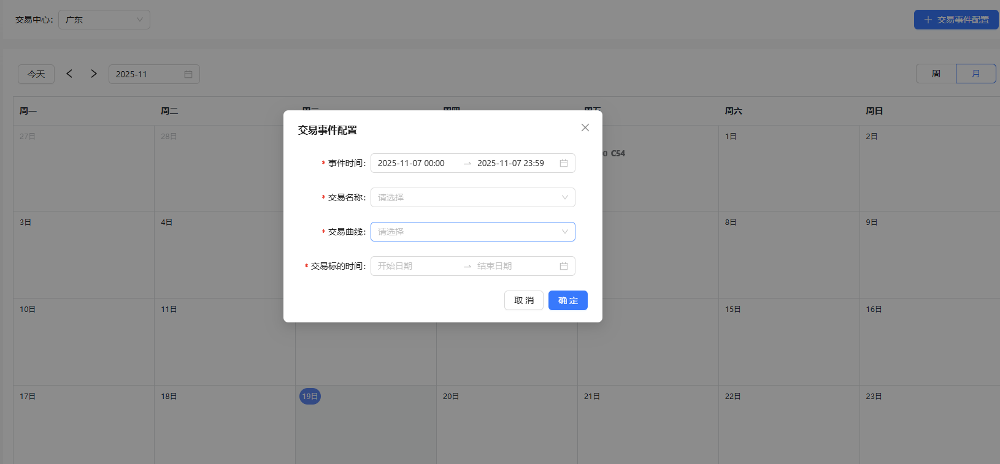 交易中心： 广东
交易事件配置
今天 2025-11 周 月
周一 周二 周三 周四 周五 周六 周日
27日 28日 1日 2日
C54
交易事件配置
* 事件时间： 2025-11-07 00:00 2025-11-07 23:59
* 交易名称： 请选择
3日 4日 8日 9日
* 交易曲线： 请选择
* 交易标的时间： 开始日期 结束日期
取 消 确 定
10日 11日 15日 16日
17日 18日 19日 20日 21日 22日 23日